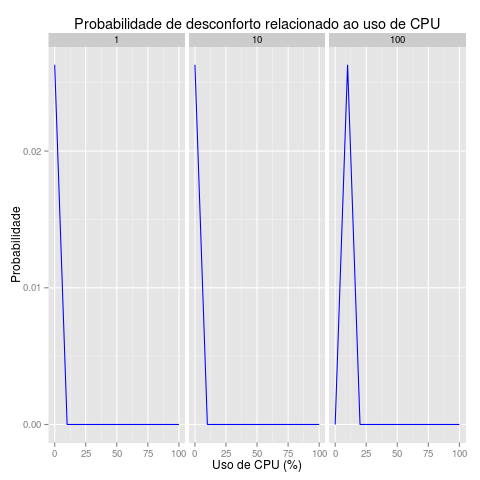 Probabilidade de desconforto relacionado ao uso de CPU
1 10 100
Probabilidade
0.02
0.01
0.00
0 25 50 75 100 0 25 50 75 100 0 25 50 75 100
Uso de CPU (%)